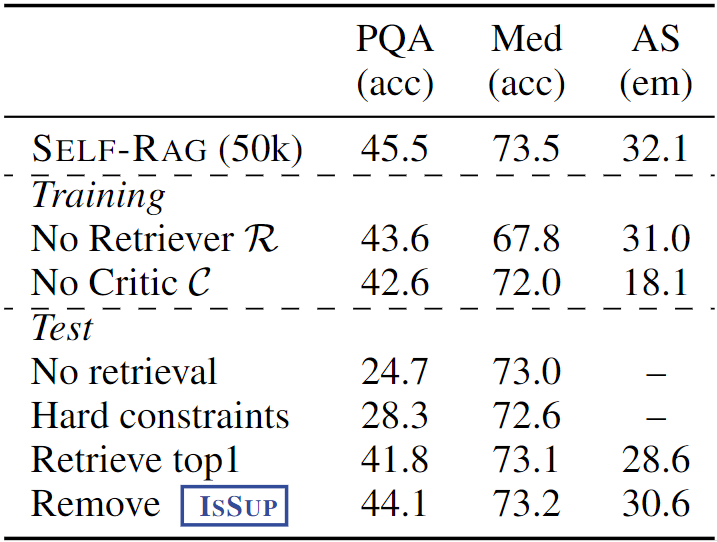 PQA Med AS
(acc) (acc) (em)
SELF-RAG (50k) 45.5 73.5 32.1
Training
No Retriever R 43.6 67.8 31.0
No Critic C 42.6 72.0 18.1
Test
No retrieval 24.7 73.0 –
Hard constraints 28.3 72.6 –
Retrieve top1 41.8 73.1 28.6
Remove ISSUP 44.1 73.2 30.6